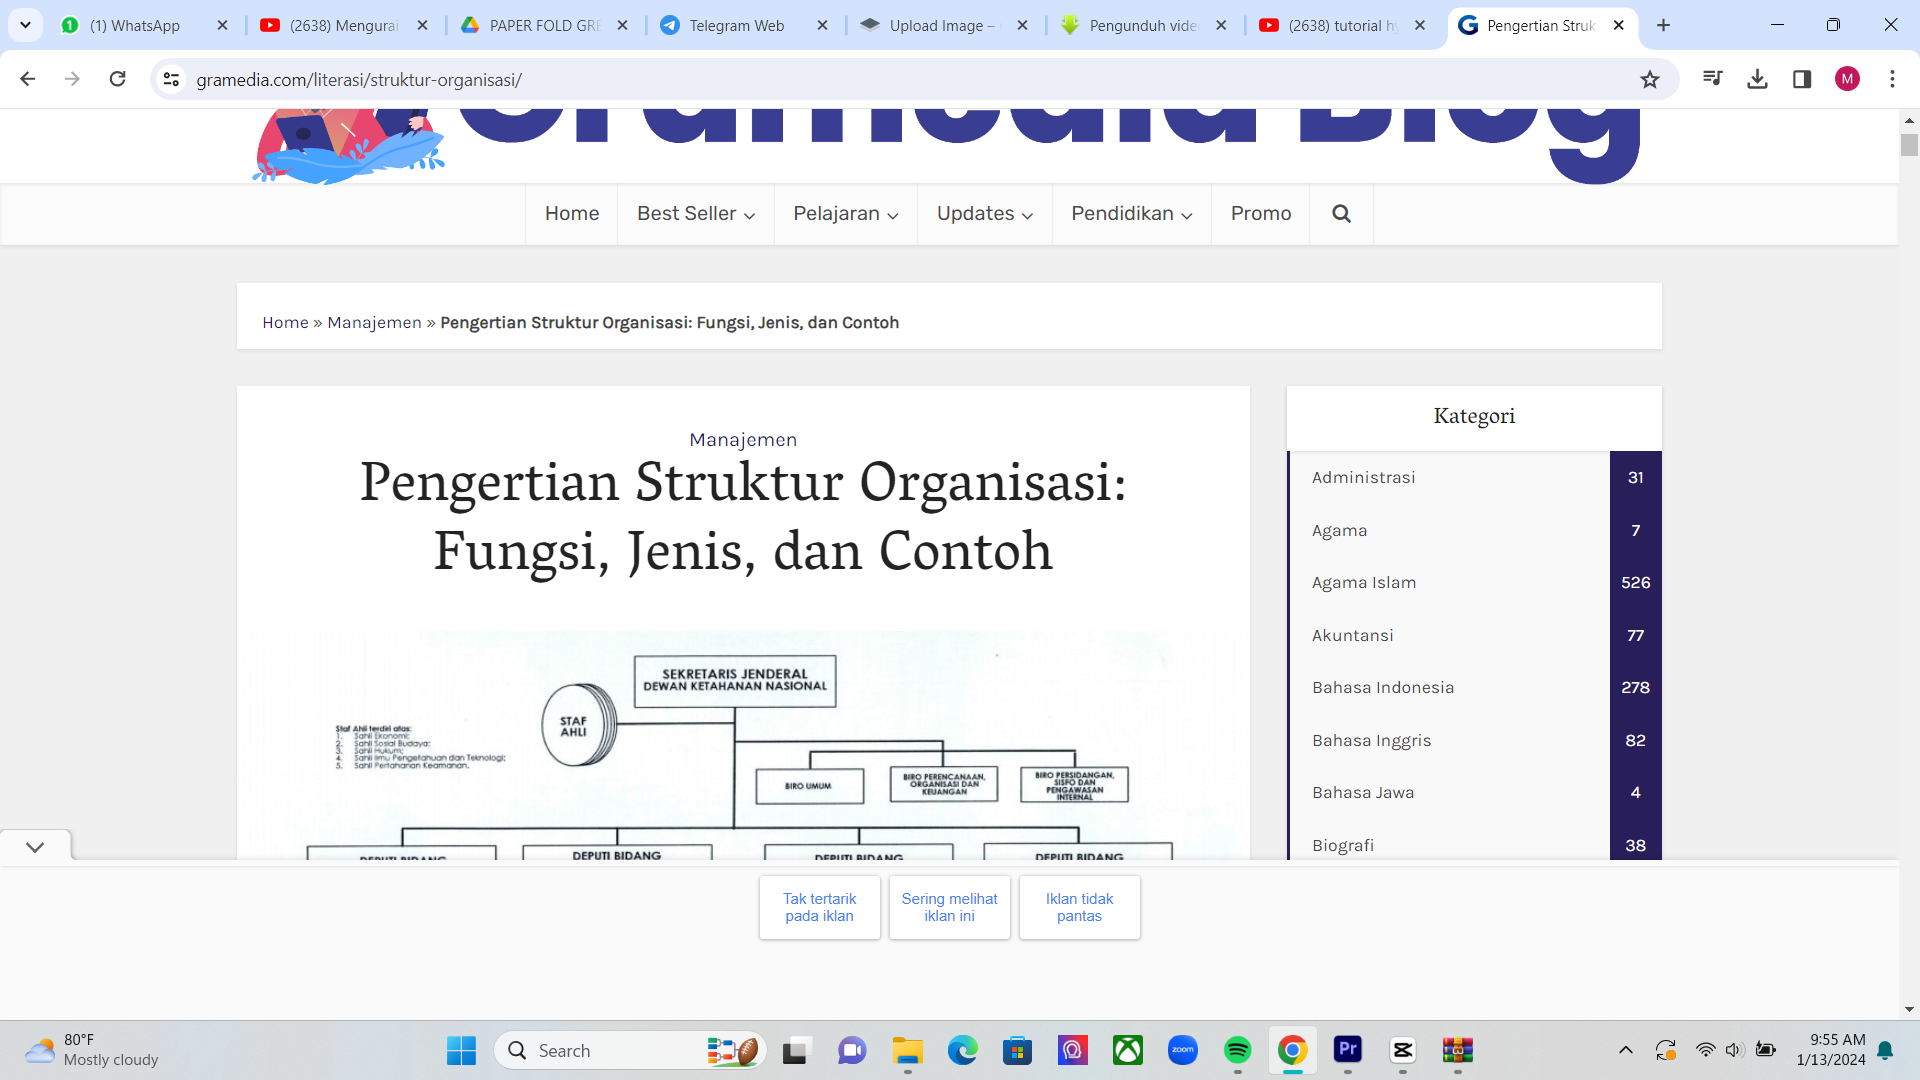 (1) WhatsApp
(2638) Mengurai
PAPER FOLD GRE
Telegram Web
Upload Image –
Pengunduh vide
(2638) tutorial hy
Pengertian Struk
gramedia.com/literasi/struktur-organisasi/
M
Gramedia Blog
Home
Best Seller
Pelajaran
Updates
Pendidikan
Promo
Home » Manajemen » Pengertian Struktur Organisasi: Fungsi, Jenis, dan Contoh
Manajemen
Pengertian Struktur Organisasi:
Fungsi, Jenis, dan Contoh
SEKRETARIS JENDERAL
DEWAN KETAHANAN NASIONAL
STAF
AHLI
Staf Ahli terdiri atas:
1. Sahli Ekonomi;
2. Sahli Sosial Budaya;
3. Sahli Hukum;
4. Sahli Ilmu Pengetahuan dan Teknologi;
5. Sahli Pertahanan Keamanan.
BIRO UMUM
BIRO PERENCANAAN,
ORGANISASI DAN
KEUANGAN
BIRO PERSIDANGAN,
SISFO DAN
PENGAWASAN
INTERNAL
DEPUTI BIDANG
DEPUTI BIDANG
DEPUTI BIDANG
DEPUTI BIDANG
Kategori
Administrasi 31
Agama 7
Agama Islam 526
Akuntansi 77
Bahasa Indonesia 278
Bahasa Inggris 82
Bahasa Jawa 4
Biografi 38
Tak tertarik
pada iklan
Sering melihat
iklan ini
Iklan tidak
pantas
80°F
Mostly cloudy
Search
zoom
Pr
9:55 AM
1/13/2024